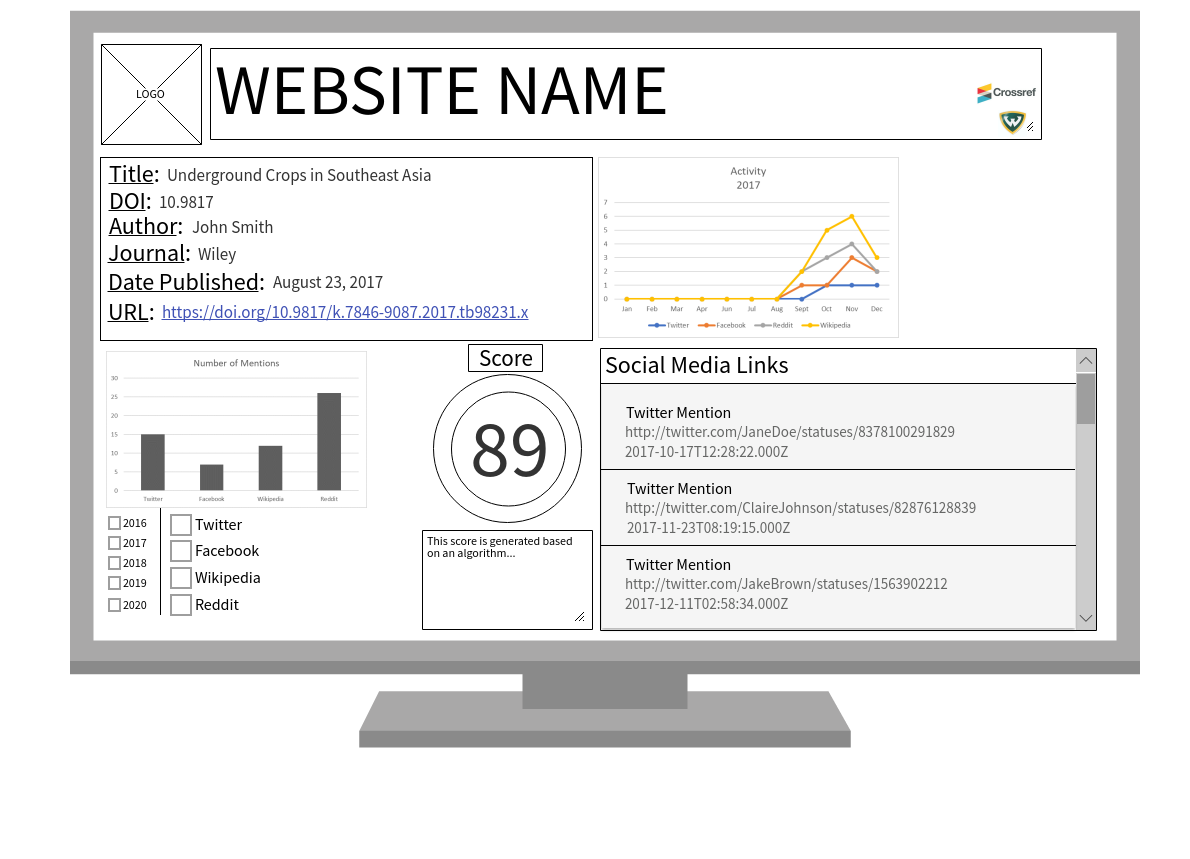 LOGO
WEBSITE NAME
Crossref
W
Title: Underground Crops in Southeast Asia
DOI: 10.9817
Author: John Smith
Journal: Wiley
Date Published: August 23, 2017
URL: https://doi.org/10.9817/k.7846-9087.2017.tb98231.x
Activity
2017
7
6
5
4
3
2
1
0
Jan Feb Mar Apr Jun May Jul Aug Sept Oct Nov Dec
Twitter Facebook Reddit Wikipedia
Number of Mentions
30
25
20
15
10
5
0
Twitter Facebook Wikipedia Reddit
2016
2017
2018
2019
2020
Twitter
Facebook
Wikipedia
Reddit
Score
89
This score is generated based
on an algorithm...
Social Media Links
Twitter Mention
http://twitter.com/JaneDoe/statuses/8378100291829
2017-10-17T12:28:22.000Z
Twitter Mention
http://twitter.com/ClaireJohnson/statuses/82876128839
2017-11-23T08:19:15.000Z
Twitter Mention
http://twitter.com/JakeBrown/statuses/1563902212
2017-12-11T02:58:34.000Z